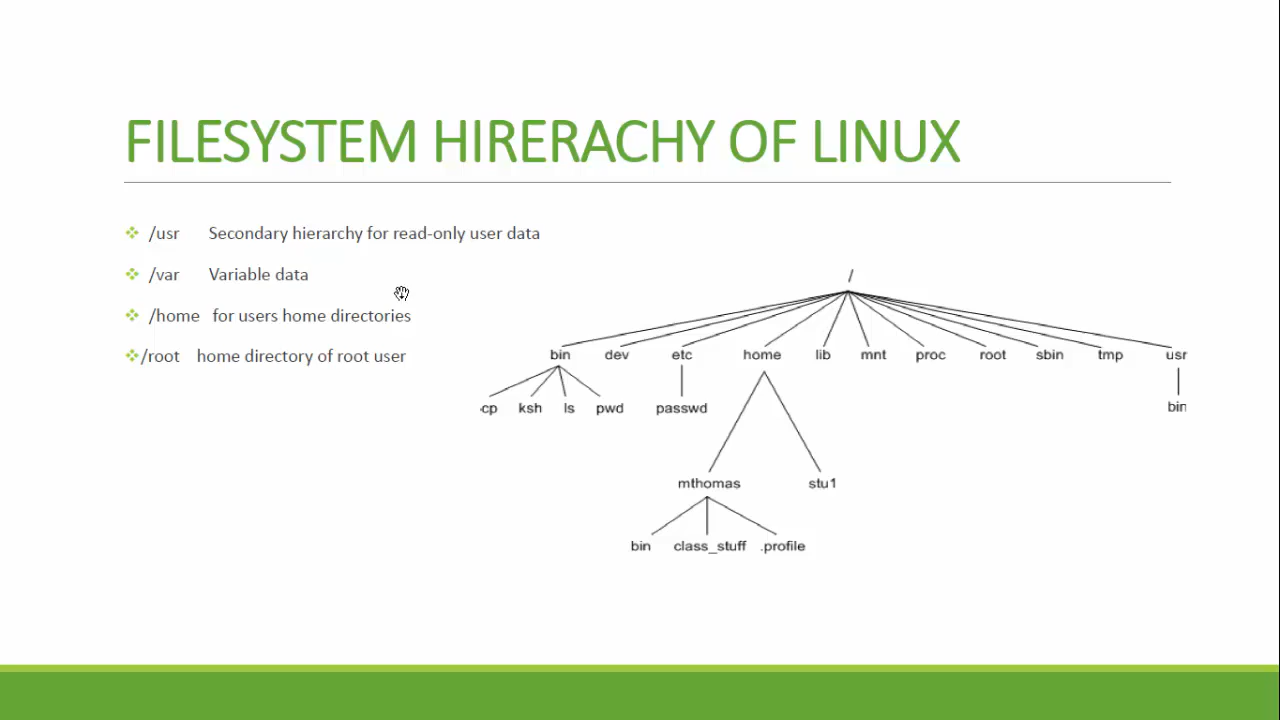 FILESYSTEM HIRERACHY OF LINUX
/usr Secondary hierarchy for read-only user data
/var Variable data
/home for users home directories
/root home directory of root user
/
bin dev etc home lib mnt proc root sbin tmp usr
cp ksh ls pwd passwd bin
mthomas stu1
bin class_stuff .profile